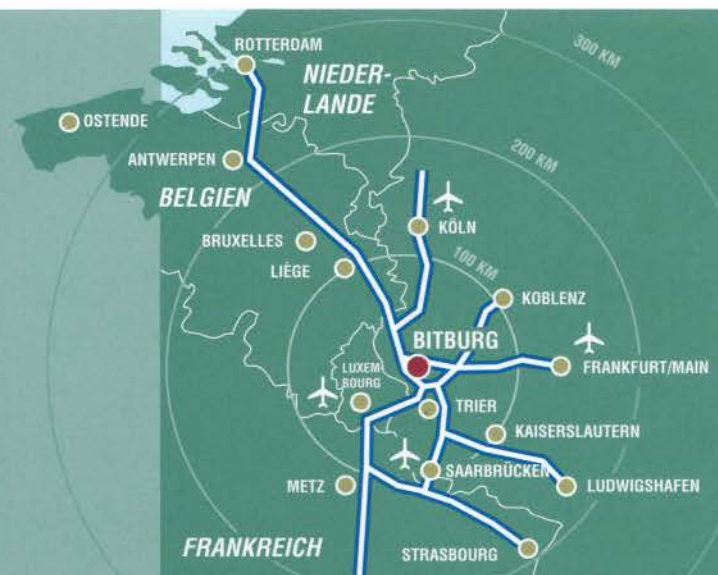 ROTTERDAM
300 KM
NIEDER-
LANDE
OSTENDE
ANTWERPEN
200 KM
BELGIEN
KÖLN
BRUXELLES
LIÈGE
100 KM
KOBLENZ
BITBURG
FRANKFURT/MAIN
LUXEM
BOURG
TRIER
KAISERSLAUTERN
SAARBRÜCKEN
METZ
LUDWIGSHAFEN
FRANKREICH
STRASBOURG